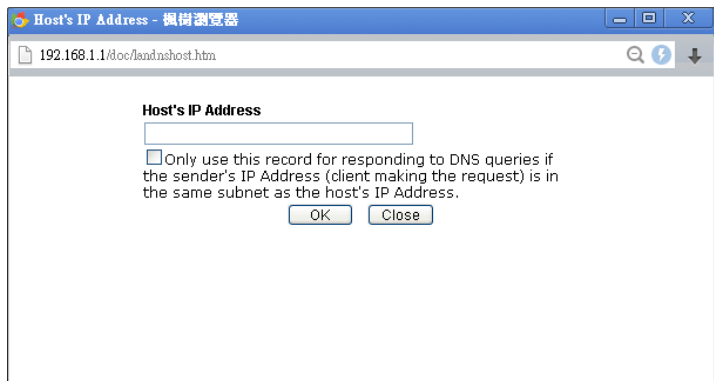 Host's IP Address - 楓樹瀏覽器
192.168.1.1/doc/landnshost.htm
Host's IP Address
Only use this record for responding to DNS queries if
the sender's IP Address (client making the request) is in
the same subnet as the host's IP Address.
OK Close